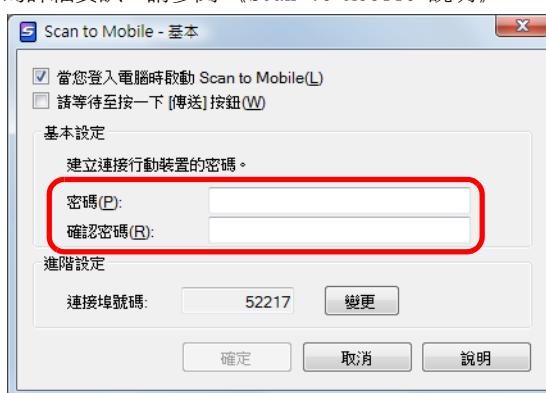 Scan to Mobile - 基本
當您登入電腦時啟動 Scan to Mobile(L)
請等待至按一下 [傳送] 按鈕(W)
基本設定
建立連接行動裝置的密碼。
密碼(P):
確認密碼(R):
進階設定
連接埠號碼: 52217 變更
確定 取消 說明